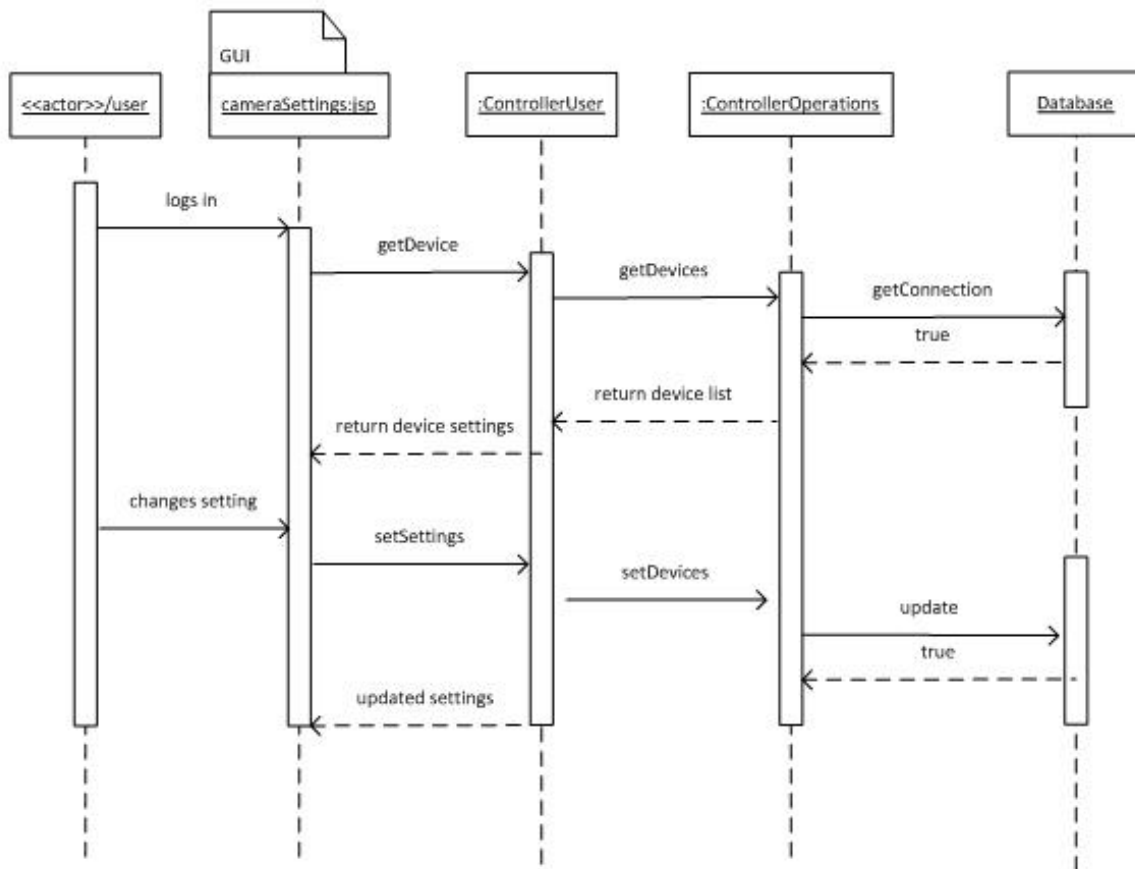 GUI
<<actor>>/user
cameraSettings:jsp
:ControllerUser
:ControllerOperations
Database
logs in
getDevice
getDevices
getConnection
true
return device list
return device settings
changes setting
setSettings
setDevices
update
true
updated settings